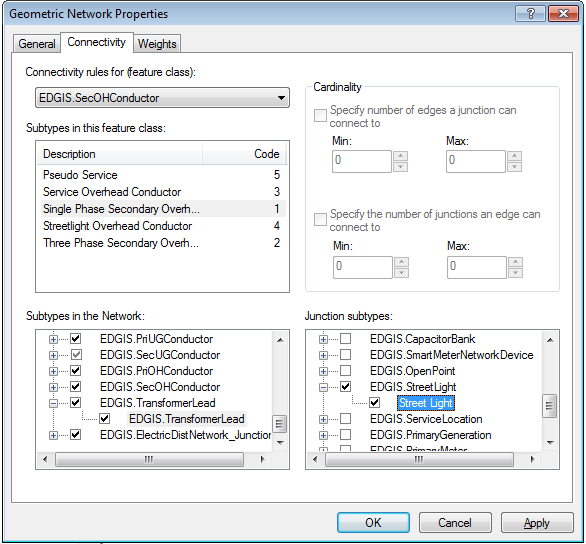 Geometric Network Properties
General Connectivity Weights
Connectivity rules for (feature class):
EDGIS.SecOHConductor
Subtypes in this feature class:
Description Code
Pseudo Service 5
Service Overhead Conductor 3
Single Phase Secondary Overh... 1
Streetlight Overhead Conductor 4
Three Phase Secondary Overh... 2
Cardinality
Specify number of edges a junction can
connect to
Min: Max:
0 0
Specify the number of junctions an edge can
connect to
Min: Max:
0 0
Subtypes in the Network:
EDGIS.PriUGConductor
EDGIS.SecUGConductor
EDGIS.PriOHConductor
EDGIS.SecOHConductor
EDGIS.TransformerLead
EDGIS.TransformerLead
EDGIS.ElectricDistNetwork_Junction
Junction subtypes:
EDGIS.CapacitorBank
EDGIS.SmartMeterNetworkDevice
EDGIS.OpenPoint
EDGIS.StreetLight
Street Light
EDGIS.ServiceLocation
EDGIS.PrimaryGeneration
EDGIS.PrimaryMeter
OK Cancel Apply